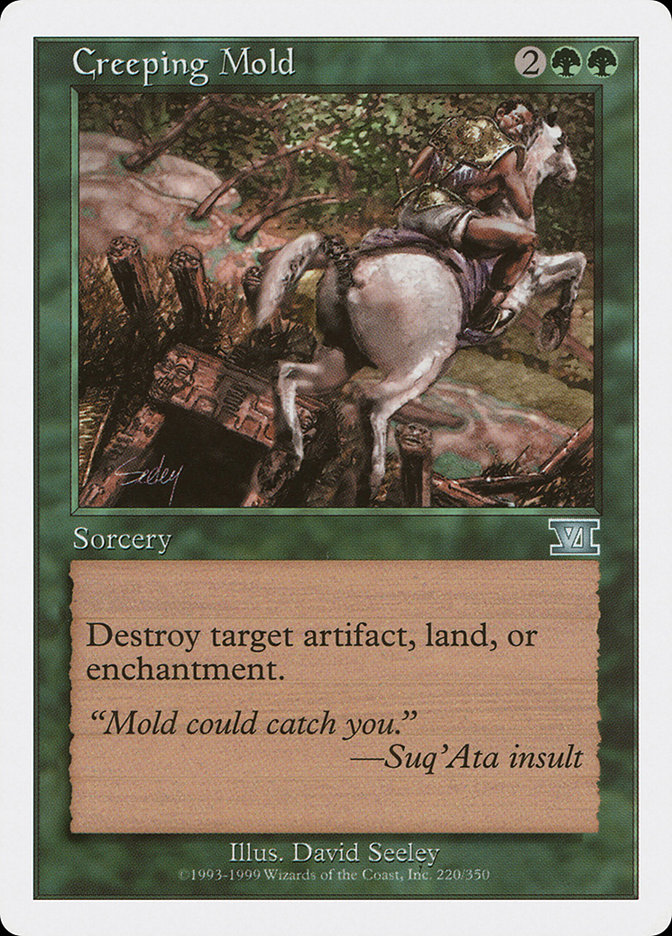 Creeping Mold 2
Seeley
Sorcery VI
Destroy target artifact, land, or
enchantment.
“Mold could catch you.”
—Suq’Ata insult
Illus. David Seeley
©1993-1999 Wizards of the Coast, Inc. 220/350